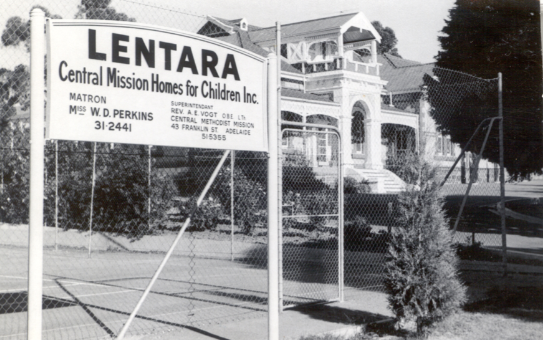 LENTARA
Central Mission Homes for Children Inc.
MATRON
MISS W. D. PERKINS
31-2441
SUPERINTENDANT
REV. A. E. VOGT OBE. LTh
CENTRAL METHODIST MISSION
43 FRANKLIN ST ADELAIDE
51-5355